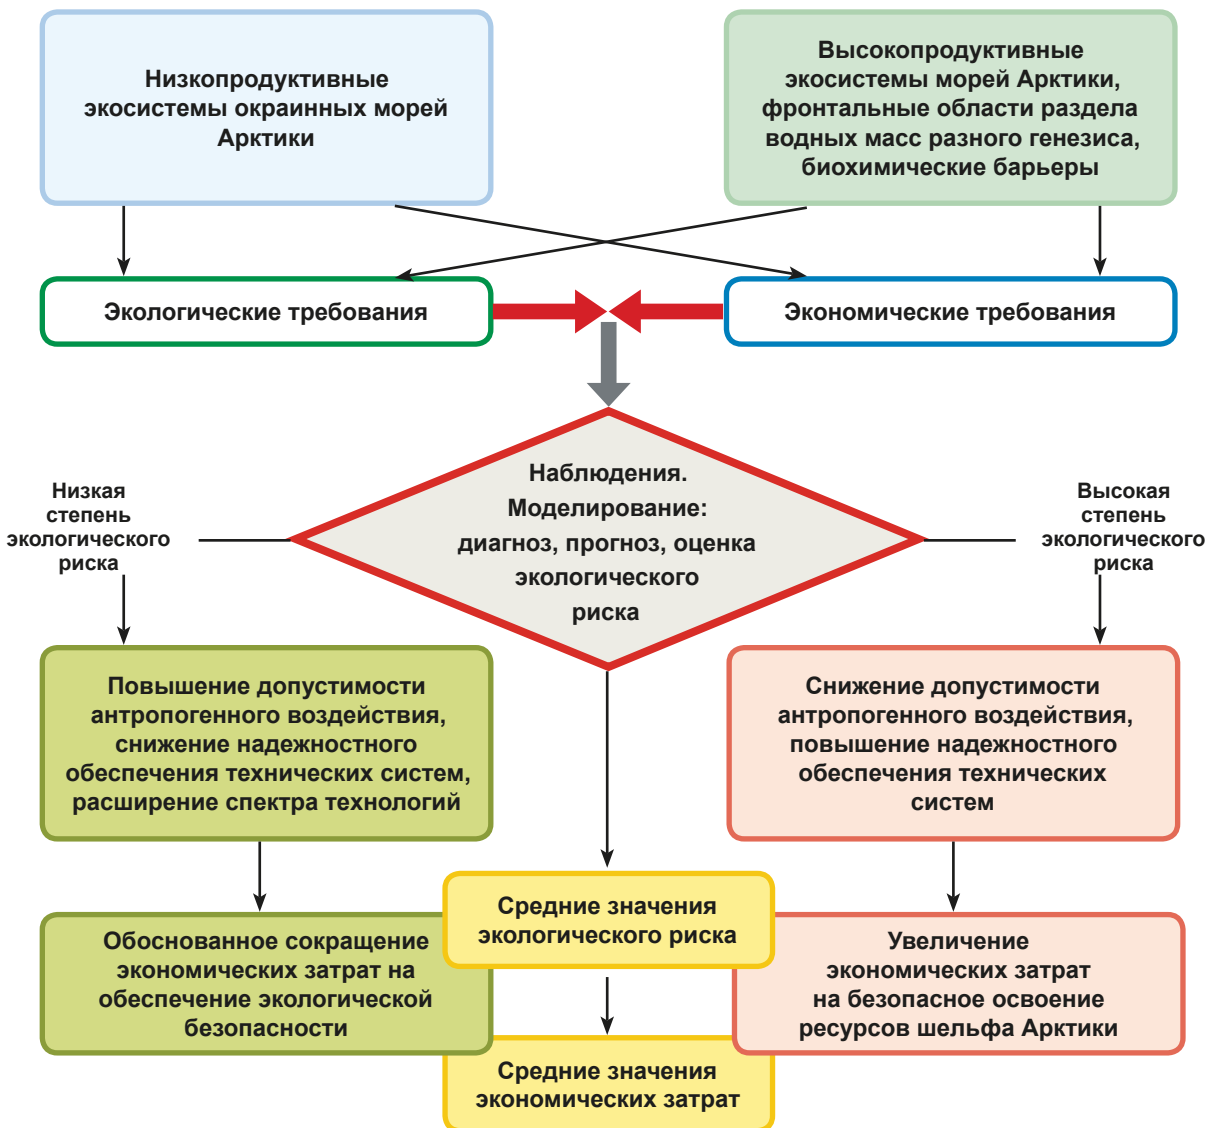 Низкопродуктивные
экосистемы окраинных морей
Арктики
Высокопродуктивные
экосистемы морей Арктики,
фронтальные области раздела
водных масс разного генезиса,
биохимические барьеры
Экологические требования
Экономические требования
Наблюдения.
Моделирование:
диагноз, прогноз, оценка
экологического
риска
Низкая
степень
экологического
риска
Высокая
степень
экологического
риска
Повышение допустимости
антропогенного воздействия,
снижение надежностного
обеспечения технических систем,
расширение спектра технологий
Снижение допустимости
антропогенного воздействия,
повышение надежностного
обеспечения технических
систем
Средние значения
экологического риска
Обоснованное сокращение
экономических затрат на
обеспечение экологической
безопасности
Увеличение
экономических затрат
на безопасное освоение
ресурсов шельфа Арктики
Средние значения
экономических затрат